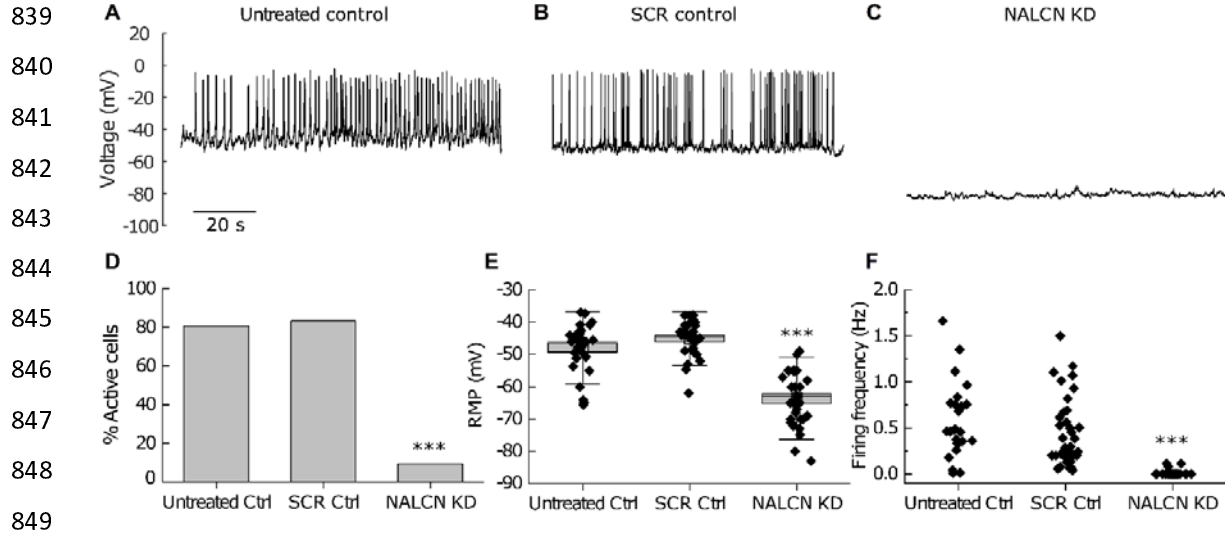 839
840
841
842
843
844
845
846
847
848
849
A Untreated control
B SCR control
C NALCN KD
Voltage (mV)
20
0
-20
-40
-60
-80
-100
20 s
D
% Active cells
100
80
60
40
20
0
Untreated Ctrl SCR Ctrl NALCN KD
***
E
RMP (mV)
-30
-40
-50
-60
-70
-80
-90
Untreated Ctrl SCR Ctrl NALCN KD
***
F
Firing frequency (Hz)
2.0
1.5
1.0
0.5
0.0
Untreated Ctrl SCR Ctrl NALCN KD
***